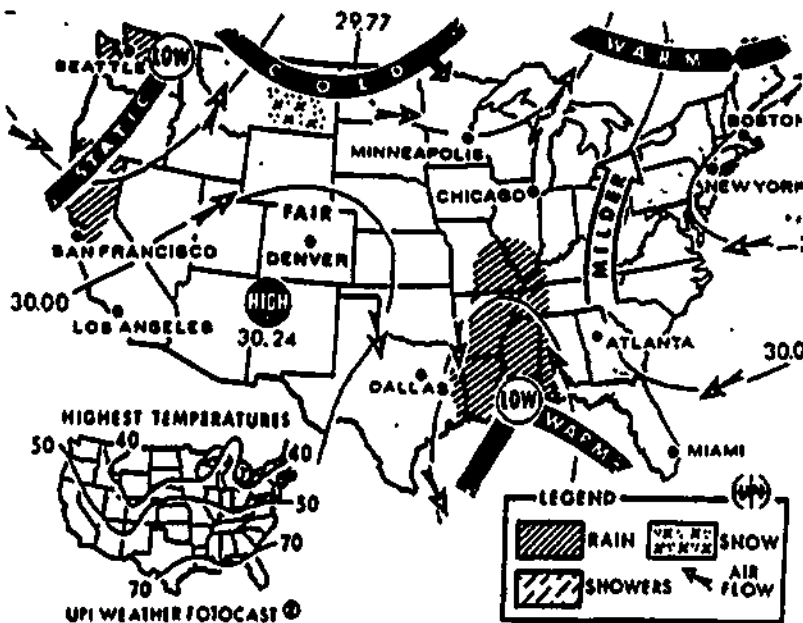 29.77
LOW
SEATTLE
COLD
WARM
STATIC
BOSTON
MINNEAPOLIS
CHICAGO
NEW YORK
MILDER
FAIR
DENVER
SAN FRANCISCO
30.00
HIGH
LOS ANGELES
30.24
ATLANTA
30.0
DALLAS
LOW
WARM
MIAMI
HIGHEST TEMPERATURES
50
40
40
50
70
70
UPI WEATHER FOTOCAST
LEGEND
RAIN
SNOW
SHOWERS
AIR
FLOW